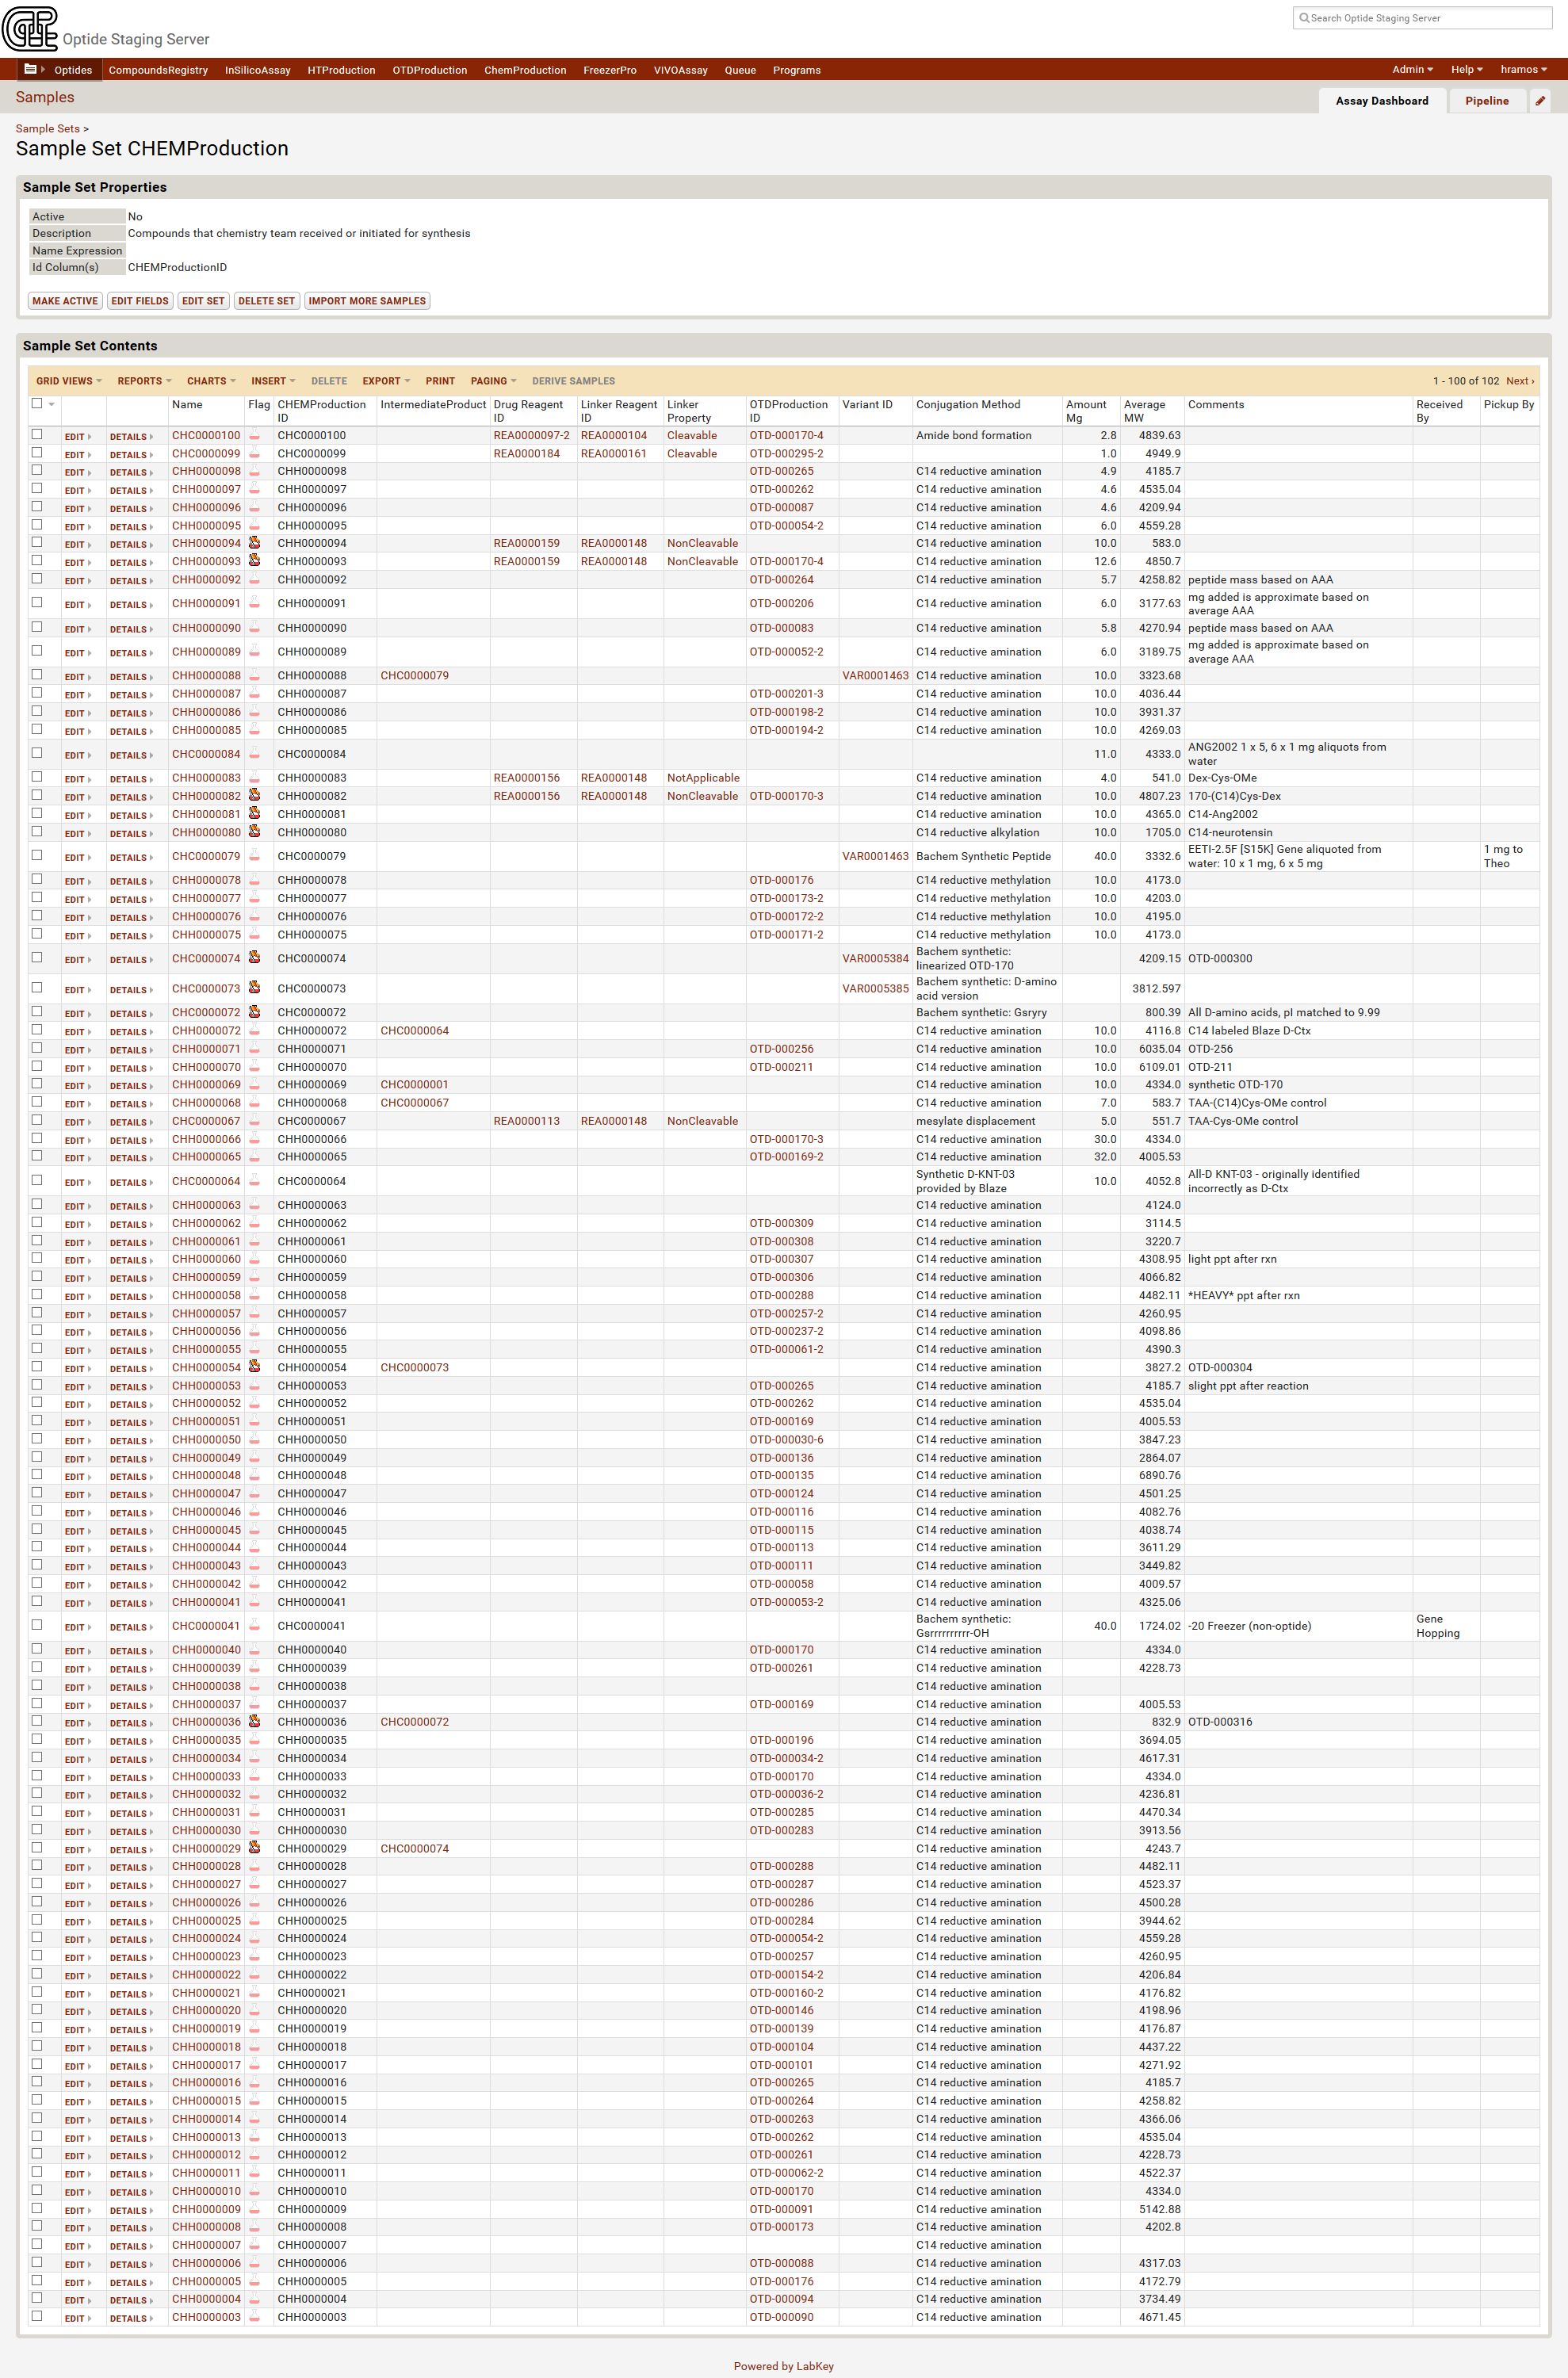 Optide Staging Server
Search Optide Staging Server
Optides CompoundsRegistry InSilicoAssay HTProduction OTDProduction ChemProduction FreezerPro VIVOAssay Queue Programs Admin Help hramos
Samples Assay Dashboard Pipeline
Sample Sets >
Sample Set CHEMProduction
Sample Set Properties
Active No
Description Compounds that chemistry team received or initiated for synthesis
Name Expression
Id Column(s) CHEMProductionID
MAKE ACTIVE EDIT FIELDS EDIT SET DELETE SET IMPORT MORE SAMPLES
Sample Set Contents
GRID VIEWS REPORTS CHARTS INSERT DELETE EXPORT PRINT PAGING DERIVE SAMPLES 1 - 100 of 102 Next ›
Name Flag CHEMProduction ID IntermediateProduct Drug Reagent ID Linker Reagent ID Linker Property OTDProduction ID Variant ID Conjugation Method Amount Mg Average MW Comments Received By Pickup By
EDIT DETAILS CHC0000100 CHC0000100 REA0000097-2 REA0000104 Cleavable OTD-000170-4 Amide bond formation 2.8 4839.63
EDIT DETAILS CHC0000099 CHC0000099 REA0000184 REA0000161 Cleavable OTD-000295-2 1.0 4949.9
EDIT DETAILS CHH0000098 CHH0000098 OTD-000265 C14 reductive amination 4.9 4185.7
EDIT DETAILS CHH0000097 CHH0000097 OTD-000262 C14 reductive amination 4.6 4535.04
EDIT DETAILS CHH0000096 CHH0000096 OTD-000087 C14 reductive amination 4.6 4209.94
EDIT DETAILS CHH0000095 CHH0000095 OTD-000054-2 C14 reductive amination 6.0 4559.28
EDIT DETAILS CHH0000094 CHH0000094 REA0000159 REA0000148 NonCleavable C14 reductive amination 10.0 583.0
EDIT DETAILS CHH0000093 CHH0000093 REA0000159 REA0000148 NonCleavable OTD-000170-4 C14 reductive amination 12.6 4850.7
EDIT DETAILS CHH0000092 CHH0000092 OTD-000264 C14 reductive amination 5.7 4258.82 peptide mass based on AAA
EDIT DETAILS CHH0000091 CHH0000091 OTD-000206 C14 reductive amination 6.0 3177.63 mg added is approximate based on average AAA
EDIT DETAILS CHH0000090 CHH0000090 OTD-000083 C14 reductive amination 5.8 4270.94 peptide mass based on AAA
EDIT DETAILS CHH0000089 CHH0000089 OTD-000052-2 C14 reductive amination 6.0 3189.75 mg added is approximate based on average AAA
EDIT DETAILS CHH0000088 CHH0000088 CHC0000079 VAR0001463 C14 reductive amination 10.0 3323.68
EDIT DETAILS CHH0000087 CHH0000087 OTD-000201-3 C14 reductive amination 10.0 4036.44
EDIT DETAILS CHH0000086 CHH0000086 OTD-000198-2 C14 reductive amination 10.0 3931.37
EDIT DETAILS CHH0000085 CHH0000085 OTD-000194-2 C14 reductive amination 10.0 4269.03
EDIT DETAILS CHC0000084 CHC0000084 11.0 4333.0 ANG2002 1 x 5, 6 x 1 mg aliquots from water
EDIT DETAILS CHH0000083 CHH0000083 REA0000156 REA0000148 NotApplicable C14 reductive amination 4.0 541.0 Dex-Cys-OMe
EDIT DETAILS CHH0000082 CHH0000082 REA0000156 REA0000148 NonCleavable OTD-000170-3 C14 reductive amination 10.0 4807.23 170-(C14)Cys-Dex
EDIT DETAILS CHH0000081 CHH0000081 C14 reductive amination 10.0 4365.0 C14-Ang2002
EDIT DETAILS CHH0000080 CHH0000080 C14 reductive alkylation 10.0 1705.0 C14-neurotensin
EDIT DETAILS CHC0000079 CHC0000079 VAR0001463 Bachem Synthetic Peptide 40.0 3332.6 EETI-2.5F [S15K] Gene aliquoted from water: 10 x 1 mg, 6 x 5 mg 1 mg to Theo
EDIT DETAILS CHH0000078 CHH0000078 OTD-000176 C14 reductive methylation 10.0 4173.0
EDIT DETAILS CHH0000077 CHH0000077 OTD-000173-2 C14 reductive methylation 10.0 4203.0
EDIT DETAILS CHH0000076 CHH0000076 OTD-000172-2 C14 reductive methylation 10.0 4195.0
EDIT DETAILS CHH0000075 CHH0000075 OTD-000171-2 C14 reductive methylation 10.0 4173.0
EDIT DETAILS CHC0000074 CHC0000074 VAR0005384 Bachem synthetic: linearized OTD-170 4209.15 OTD-000300
EDIT DETAILS CHC0000073 CHC0000073 VAR0005385 Bachem synthetic: D-amino acid version 3812.597
EDIT DETAILS CHC0000072 CHC0000072 Bachem synthetic: Gsryry 800.39 All D-amino acids, pI matched to 9.99
EDIT DETAILS CHH0000072 CHH0000072 CHC0000064 C14 reductive amination 10.0 4116.8 C14 labeled Blaze D-Ctx
EDIT DETAILS CHH0000071 CHH0000071 OTD-000256 C14 reductive amination 10.0 6035.04 OTD-256
EDIT DETAILS CHH0000070 CHH0000070 OTD-000211 C14 reductive amination 10.0 6109.01 OTD-211
EDIT DETAILS CHH0000069 CHH0000069 CHC0000001 C14 reductive amination 10.0 4334.0 synthetic OTD-170
EDIT DETAILS CHH0000068 CHH0000068 CHC0000067 C14 reductive amination 7.0 583.7 TAA-(C14)Cys-OMe control
EDIT DETAILS CHC0000067 CHC0000067 REA0000113 REA0000148 NonCleavable mesylate displacement 5.0 551.7 TAA-Cys-OMe control
EDIT DETAILS CHH0000066 CHH0000066 OTD-000170-3 C14 reductive amination 30.0 4334.0
EDIT DETAILS CHH0000065 CHH0000065 OTD-000169-2 C14 reductive amination 32.0 4005.53
EDIT DETAILS CHC0000064 CHC0000064 Synthetic D-KNT-03 provided by Blaze 10.0 4052.8 All-D KNT-03 - originally identified incorrectly as D-Ctx
EDIT DETAILS CHH0000063 CHH0000063 C14 reductive amination 4124.0
EDIT DETAILS CHH0000062 CHH0000062 OTD-000309 C14 reductive amination 3114.5
EDIT DETAILS CHH0000061 CHH0000061 OTD-000308 C14 reductive amination 3220.7
EDIT DETAILS CHH0000060 CHH0000060 OTD-000307 C14 reductive amination 4308.95 light ppt after rxn
EDIT DETAILS CHH0000059 CHH0000059 OTD-000306 C14 reductive amination 4066.82
EDIT DETAILS CHH0000058 CHH0000058 OTD-000288 C14 reductive amination 4482.11 *HEAVY* ppt after rxn
EDIT DETAILS CHH0000057 CHH0000057 OTD-000257-2 C14 reductive amination 4260.95
EDIT DETAILS CHH0000056 CHH0000056 OTD-000237-2 C14 reductive amination 4098.86
EDIT DETAILS CHH0000055 CHH0000055 OTD-000061-2 C14 reductive amination 4390.3
EDIT DETAILS CHH0000054 CHH0000054 CHC0000073 C14 reductive amination 3827.2 OTD-000304
EDIT DETAILS CHH0000053 CHH0000053 OTD-000265 C14 reductive amination 4185.7 slight ppt after reaction
EDIT DETAILS CHH0000052 CHH0000052 OTD-000262 C14 reductive amination 4535.04
EDIT DETAILS CHH0000051 CHH0000051 OTD-000169 C14 reductive amination 4005.53
EDIT DETAILS CHH0000050 CHH0000050 OTD-000030-6 C14 reductive amination 3847.23
EDIT DETAILS CHH0000049 CHH0000049 OTD-000136 C14 reductive amination 2864.07
EDIT DETAILS CHH0000048 CHH0000048 OTD-000135 C14 reductive amination 6890.76
EDIT DETAILS CHH0000047 CHH0000047 OTD-000124 C14 reductive amination 4501.25
EDIT DETAILS CHH0000046 CHH0000046 OTD-000116 C14 reductive amination 4082.76
EDIT DETAILS CHH0000045 CHH0000045 OTD-000115 C14 reductive amination 4038.74
EDIT DETAILS CHH0000044 CHH0000044 OTD-000113 C14 reductive amination 3611.29
EDIT DETAILS CHH0000043 CHH0000043 OTD-000111 C14 reductive amination 3449.82
EDIT DETAILS CHH0000042 CHH0000042 OTD-000058 C14 reductive amination 4009.57
EDIT DETAILS CHH0000041 CHH0000041 OTD-000053-2 C14 reductive amination 4325.06
EDIT DETAILS CHC0000041 CHC0000041 Bachem synthetic: Gsrrrrrrrrrr-OH 40.0 1724.02 -20 Freezer (non-optide) Gene Hopping
EDIT DETAILS CHH0000040 CHH0000040 OTD-000170 C14 reductive amination 4334.0
EDIT DETAILS CHH0000039 CHH0000039 OTD-000261 C14 reductive amination 4228.73
EDIT DETAILS CHH0000038 CHH0000038 C14 reductive amination
EDIT DETAILS CHH0000037 CHH0000037 OTD-000169 C14 reductive amination 4005.53
EDIT DETAILS CHH0000036 CHH0000036 CHC0000072 C14 reductive amination 832.9 OTD-000316
EDIT DETAILS CHH0000035 CHH0000035 OTD-000196 C14 reductive amination 3694.05
EDIT DETAILS CHH0000034 CHH0000034 OTD-000034-2 C14 reductive amination 4617.31
EDIT DETAILS CHH0000033 CHH0000033 OTD-000170 C14 reductive amination 4334.0
EDIT DETAILS CHH0000032 CHH0000032 OTD-000036-2 C14 reductive amination 4236.81
EDIT DETAILS CHH0000031 CHH0000031 OTD-000285 C14 reductive amination 4470.34
EDIT DETAILS CHH0000030 CHH0000030 OTD-000283 C14 reductive amination 3913.56
EDIT DETAILS CHH0000029 CHH0000029 CHC0000074 C14 reductive amination 4243.7
EDIT DETAILS CHH0000028 CHH0000028 OTD-000288 C14 reductive amination 4482.11
EDIT DETAILS CHH0000027 CHH0000027 OTD-000287 C14 reductive amination 4523.37
EDIT DETAILS CHH0000026 CHH0000026 OTD-000286 C14 reductive amination 4500.28
EDIT DETAILS CHH0000025 CHH0000025 OTD-000284 C14 reductive amination 3944.62
EDIT DETAILS CHH0000024 CHH0000024 OTD-000054-2 C14 reductive amination 4559.28
EDIT DETAILS CHH0000023 CHH0000023 OTD-000257 C14 reductive amination 4260.95
EDIT DETAILS CHH0000022 CHH0000022 OTD-000154-2 C14 reductive amination 4206.84
EDIT DETAILS CHH0000021 CHH0000021 OTD-000160-2 C14 reductive amination 4176.82
EDIT DETAILS CHH0000020 CHH0000020 OTD-000146 C14 reductive amination 4198.96
EDIT DETAILS CHH0000019 CHH0000019 OTD-000139 C14 reductive amination 4176.87
EDIT DETAILS CHH0000018 CHH0000018 OTD-000104 C14 reductive amination 4437.22
EDIT DETAILS CHH0000017 CHH0000017 OTD-000101 C14 reductive amination 4271.92
EDIT DETAILS CHH0000016 CHH0000016 OTD-000265 C14 reductive amination 4185.7
EDIT DETAILS CHH0000015 CHH0000015 OTD-000264 C14 reductive amination 4258.82
EDIT DETAILS CHH0000014 CHH0000014 OTD-000263 C14 reductive amination 4366.06
EDIT DETAILS CHH0000013 CHH0000013 OTD-000262 C14 reductive amination 4535.04
EDIT DETAILS CHH0000012 CHH0000012 OTD-000261 C14 reductive amination 4228.73
EDIT DETAILS CHH0000011 CHH0000011 OTD-000062-2 C14 reductive amination 4522.37
EDIT DETAILS CHH0000010 CHH0000010 OTD-000170 C14 reductive amination 4334.0
EDIT DETAILS CHH0000009 CHH0000009 OTD-000091 C14 reductive amination 5142.88
EDIT DETAILS CHH0000008 CHH0000008 OTD-000173 C14 reductive amination 4202.8
EDIT DETAILS CHH0000007 CHH0000007 C14 reductive amination
EDIT DETAILS CHH0000006 CHH0000006 OTD-000088 C14 reductive amination 4317.03
EDIT DETAILS CHH0000005 CHH0000005 OTD-000176 C14 reductive amination 4172.79
EDIT DETAILS CHH0000004 CHH0000004 OTD-000094 C14 reductive amination 3734.49
EDIT DETAILS CHH0000003 CHH0000003 OTD-000090 C14 reductive amination 4671.45
Powered by LabKey